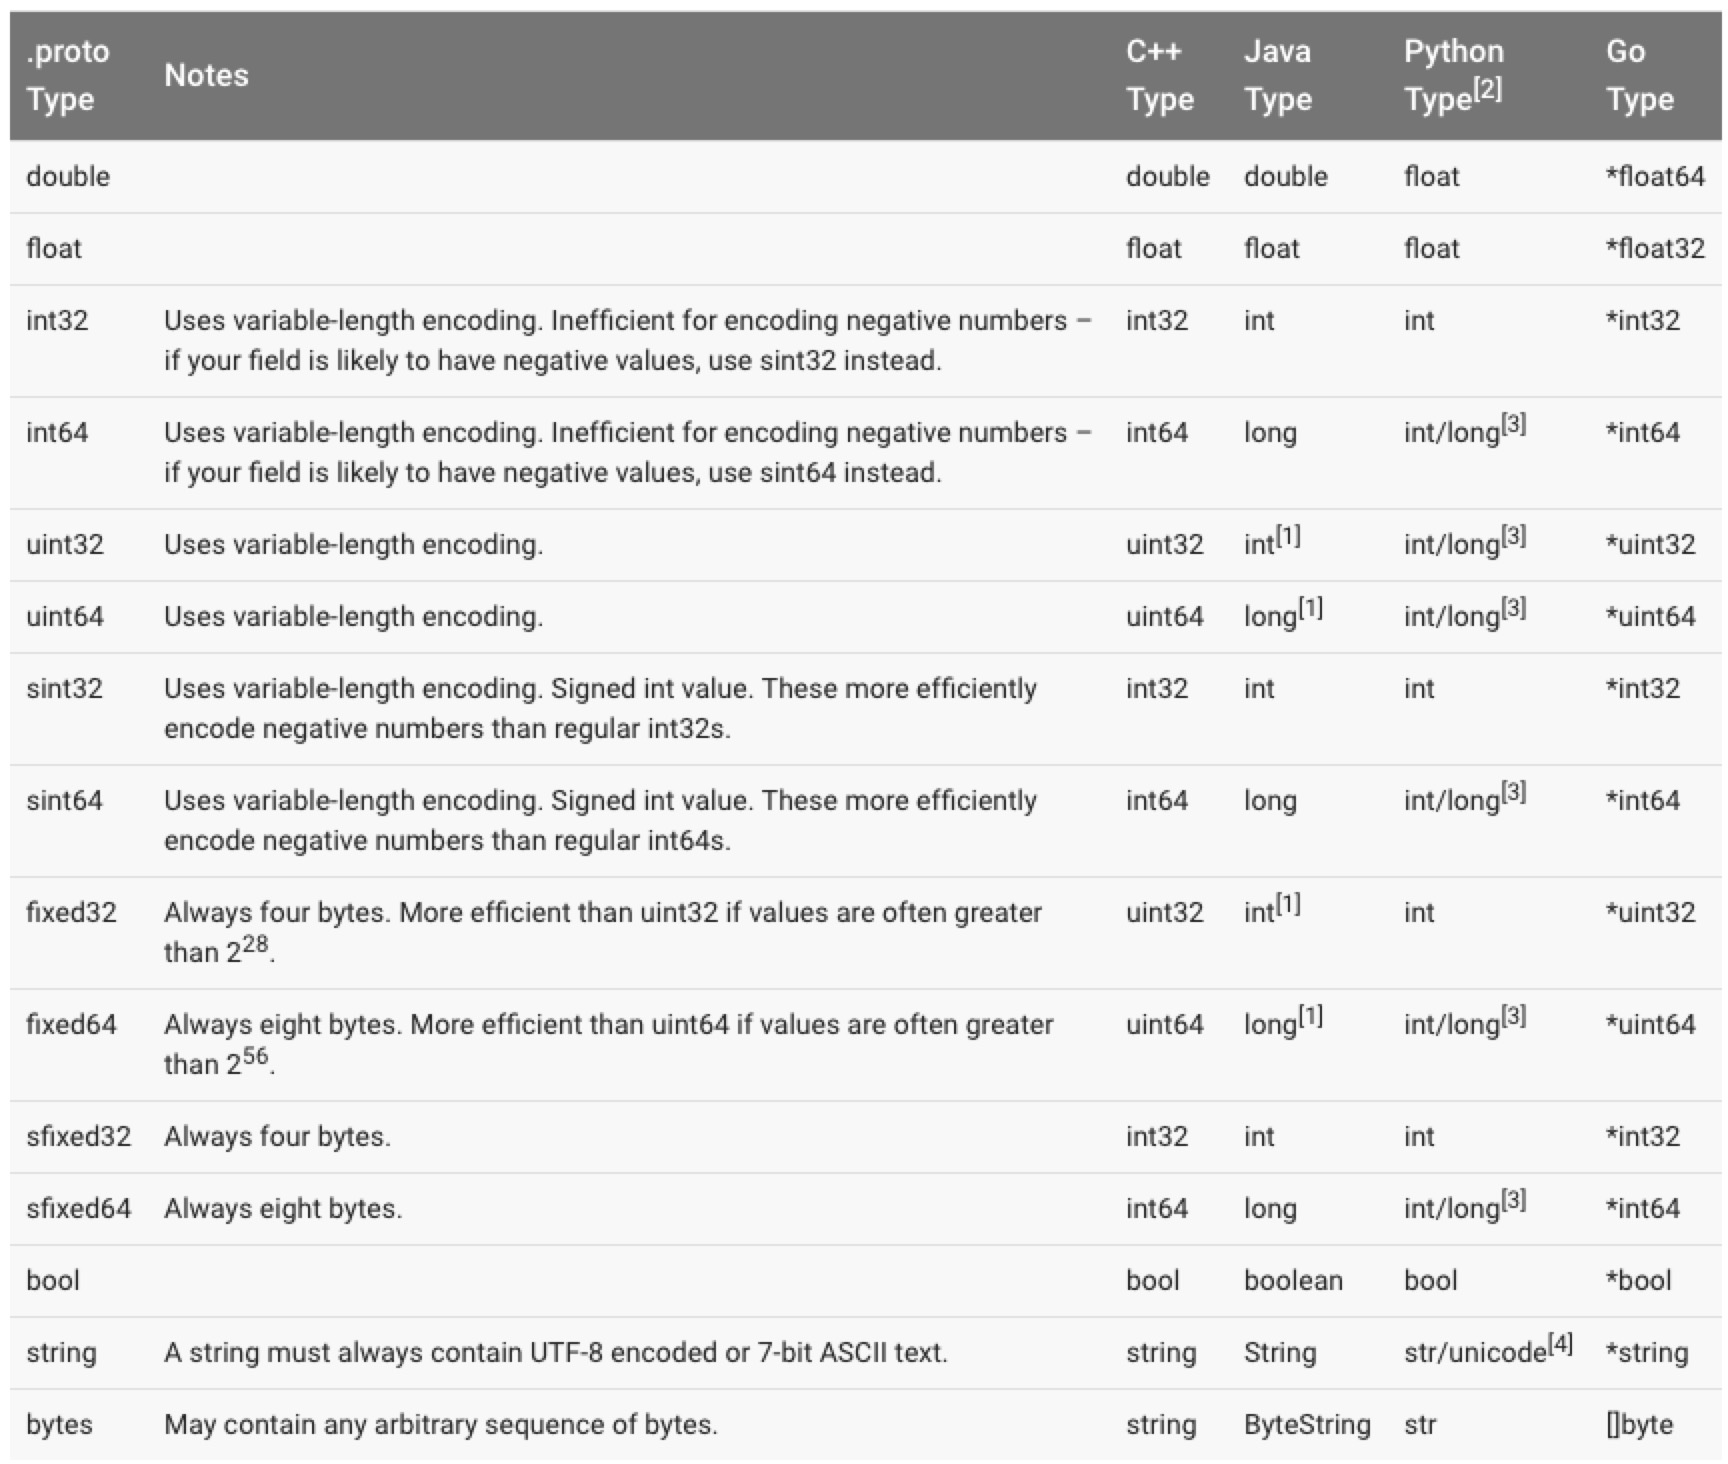 .proto Type Notes C++ Type Java Type Python Type[2] Go Type
double double double float *float64
float float float float *float32
int32 Uses variable-length encoding. Inefficient for encoding negative numbers – int32 int int *int32
if your field is likely to have negative values, use sint32 instead.
int64 Uses variable-length encoding. Inefficient for encoding negative numbers – int64 long int/long[3] *int64
if your field is likely to have negative values, use sint64 instead.
uint32 Uses variable-length encoding. uint32 int[1] int/long[3] *uint32
uint64 Uses variable-length encoding. uint64 long[1] int/long[3] *uint64
sint32 Uses variable-length encoding. Signed int value. These more efficiently int32 int int *int32
encode negative numbers than regular int32s.
sint64 Uses variable-length encoding. Signed int value. These more efficiently int64 long int/long[3] *int64
encode negative numbers than regular int64s.
fixed32 Always four bytes. More efficient than uint32 if values are often greater uint32 int[1] int *uint32
than 2^28.
fixed64 Always eight bytes. More efficient than uint64 if values are often greater uint64 long[1] int/long[3] *uint64
than 2^56.
sfixed32 Always four bytes. int32 int int *int32
sfixed64 Always eight bytes. int64 long int/long[3] *int64
bool bool boolean bool *bool
string A string must always contain UTF-8 encoded or 7-bit ASCII text. string String str/unicode[4] *string
bytes May contain any arbitrary sequence of bytes. string ByteString str []byte